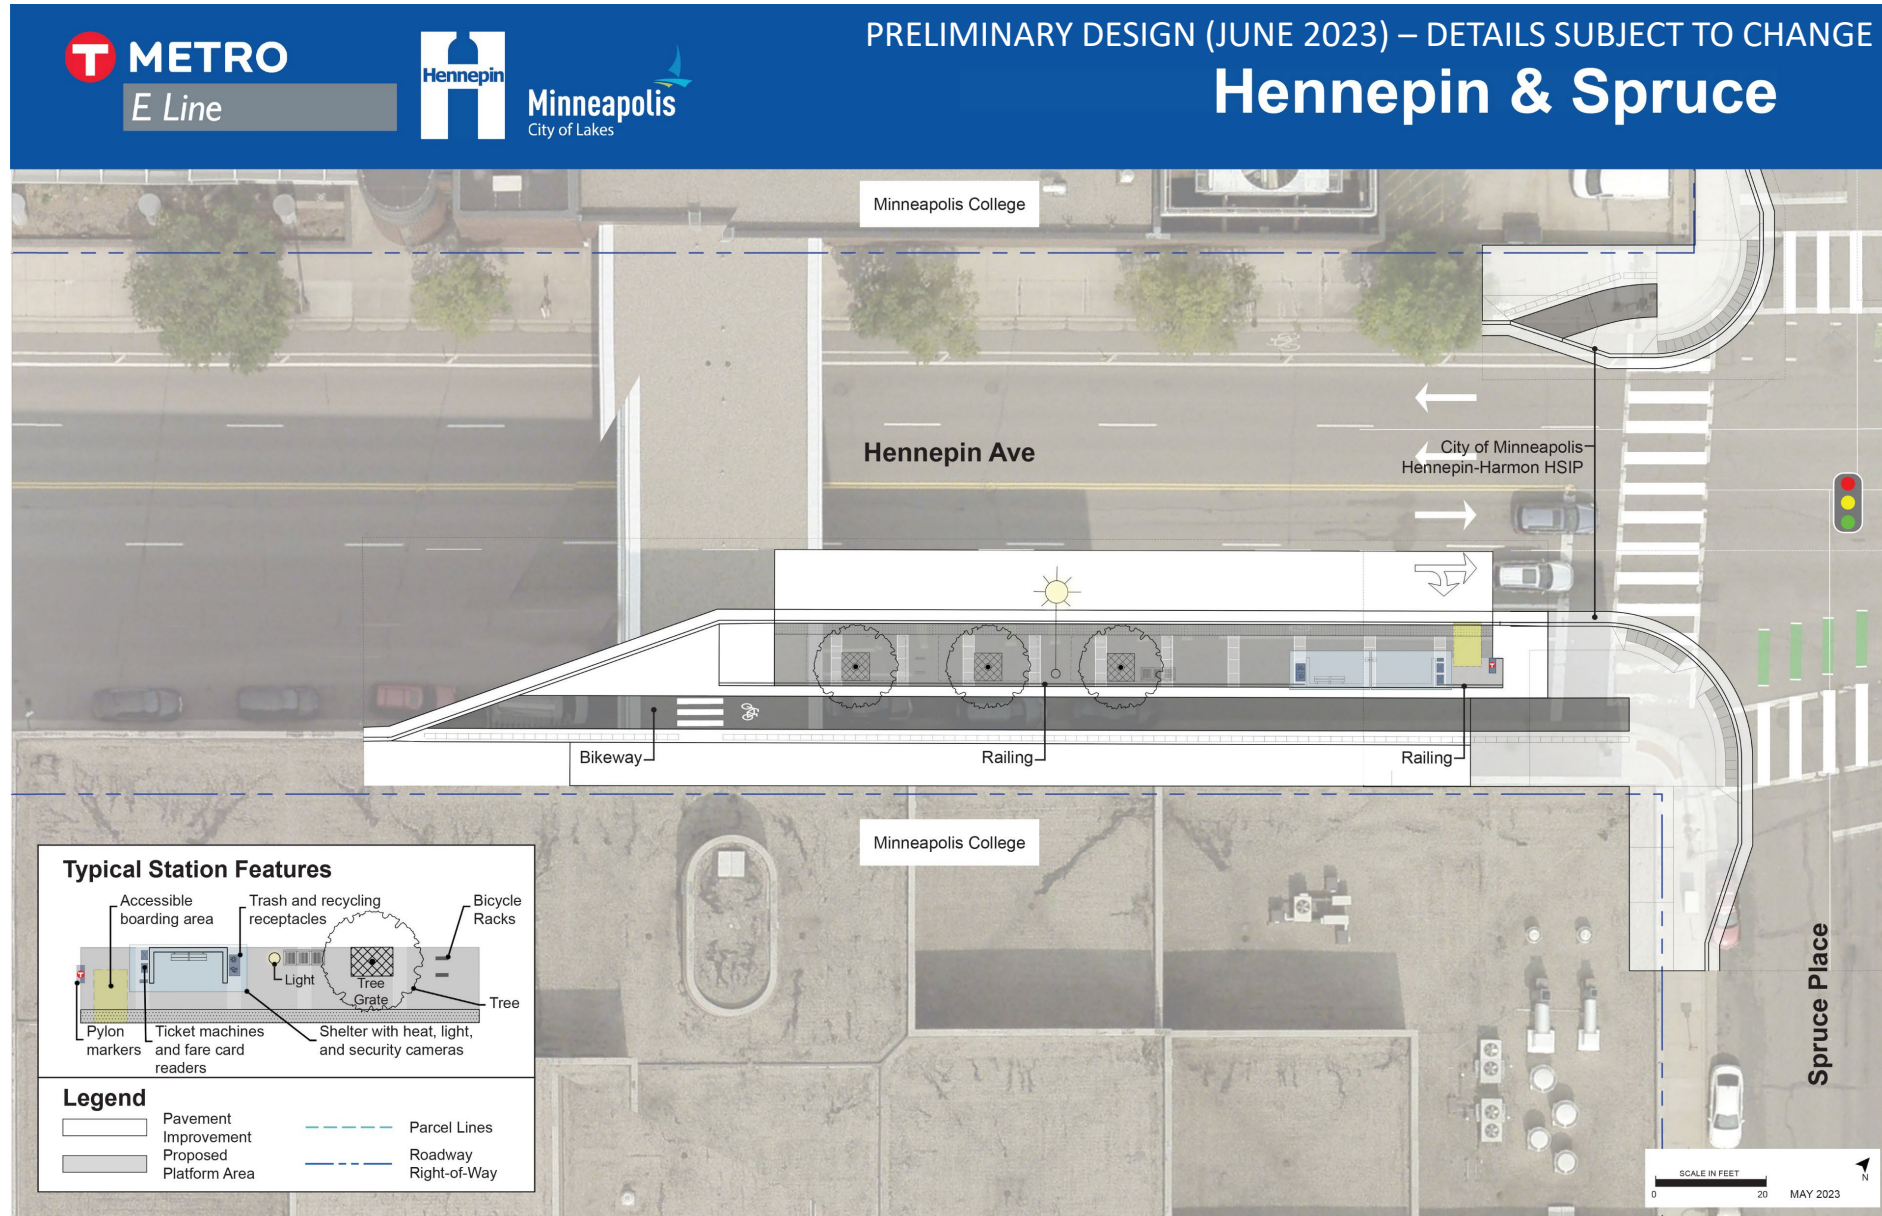 T METRO
E Line
Hennepin
Minneapolis
City of Lakes
PRELIMINARY DESIGN (JUNE 2023) – DETAILS SUBJECT TO CHANGE
Hennepin & Spruce
Minneapolis College
Hennepin Ave
City of Minneapolis
Hennepin-Harmon HSIP
T
Bikeway
Railing
Railing
Minneapolis College
Spruce Place
Typical Station Features
Accessible
boarding area
Trash and recycling
receptacles
Bicycle
Racks
T
Light
Tree
Grate
Tree
Pylon
markers
Ticket machines
and fare card
readers
Shelter with heat, light,
and security cameras
Legend
Pavement
Improvement
Proposed
Platform Area
Parcel Lines
Roadway
Right-of-Way
SCALE IN FEET
0 20
MAY 2023
N